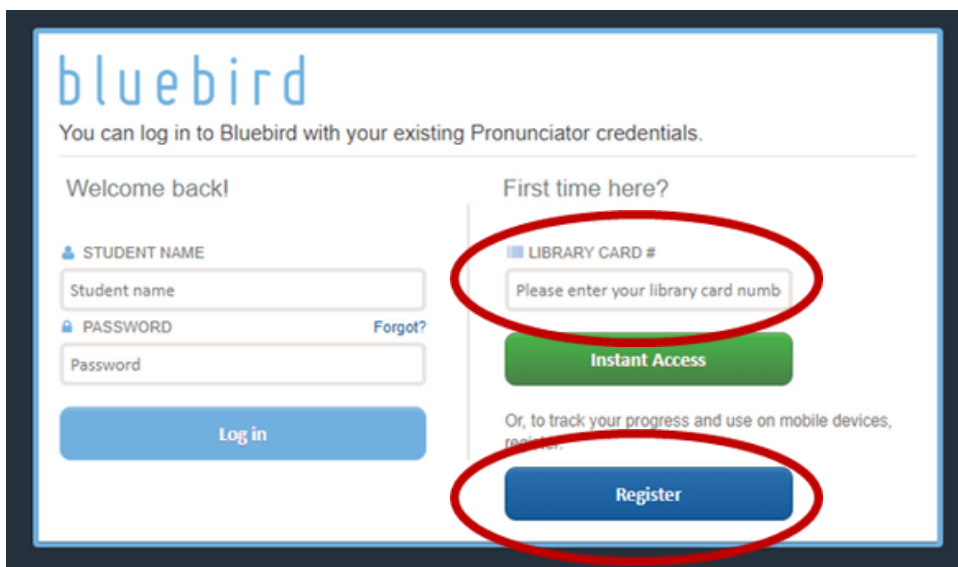 bluebird
You can log in to Bluebird with your existing Pronunciator credentials.
Welcome back!
STUDENT NAME
Student name
PASSWORD Forgot?
Password
Log in
First time here?
LIBRARY CARD #
Please enter your library card numb
Instant Access
Or, to track your progress and use on mobile devices,
register.
Register